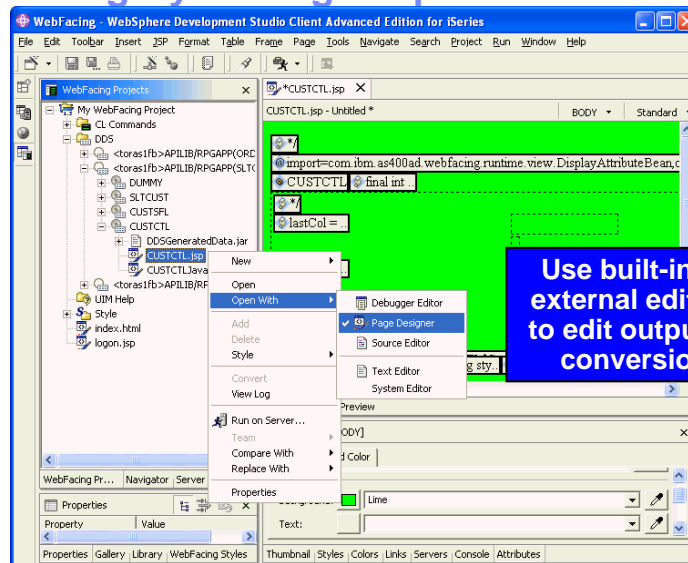 WebFacing - WebSphere Development Studio Client Advanced Edition for iSeries
File Edit Toolbar Insert JSP Format Table Frame Page Tools Navigate Search Project Run Window Help
WebFacing Projects
My WebFacing Project
CL Commands
DDS
<toras1fb>APILIB/RPGAPP(ORD
<toras1fb>APILIB/RPGAPP(SLTC
DUMMY
SLTCUST
CUSTSFL
CUSTCTL
DDSGeneratedData.jar
CUSTCTL.jsp
CUSTCTLJava
<toras1fb>APILIB/RP
UIM Help
Style
index.html
logon.jsp
WebFacing Pr... Navigator Server
Properties
Property Value
Properties Gallery Library WebFacing Styles
*CUSTCTL.jsp
CUSTCTL.jsp - Untitled * BODY Standard
*/
import=com.ibm.as400ad.webfacing.runtime.view.DisplayAttributeBean,c
CUSTCTL final int ..
*/
lastCol = ..
New
Open
Open With
Add
Delete
Style
Convert
View Log
Run on Server...
Team
Compare With
Replace With
Properties
Debugger Editor
Page Designer
Source Editor
Text Editor
System Editor
Use built-in
external edit
to edit outpu
conversio
g sty..
Preview
ODY]
d Color
Lime
Text:
Thumbnail Styles Colors Links Servers Console Attributes